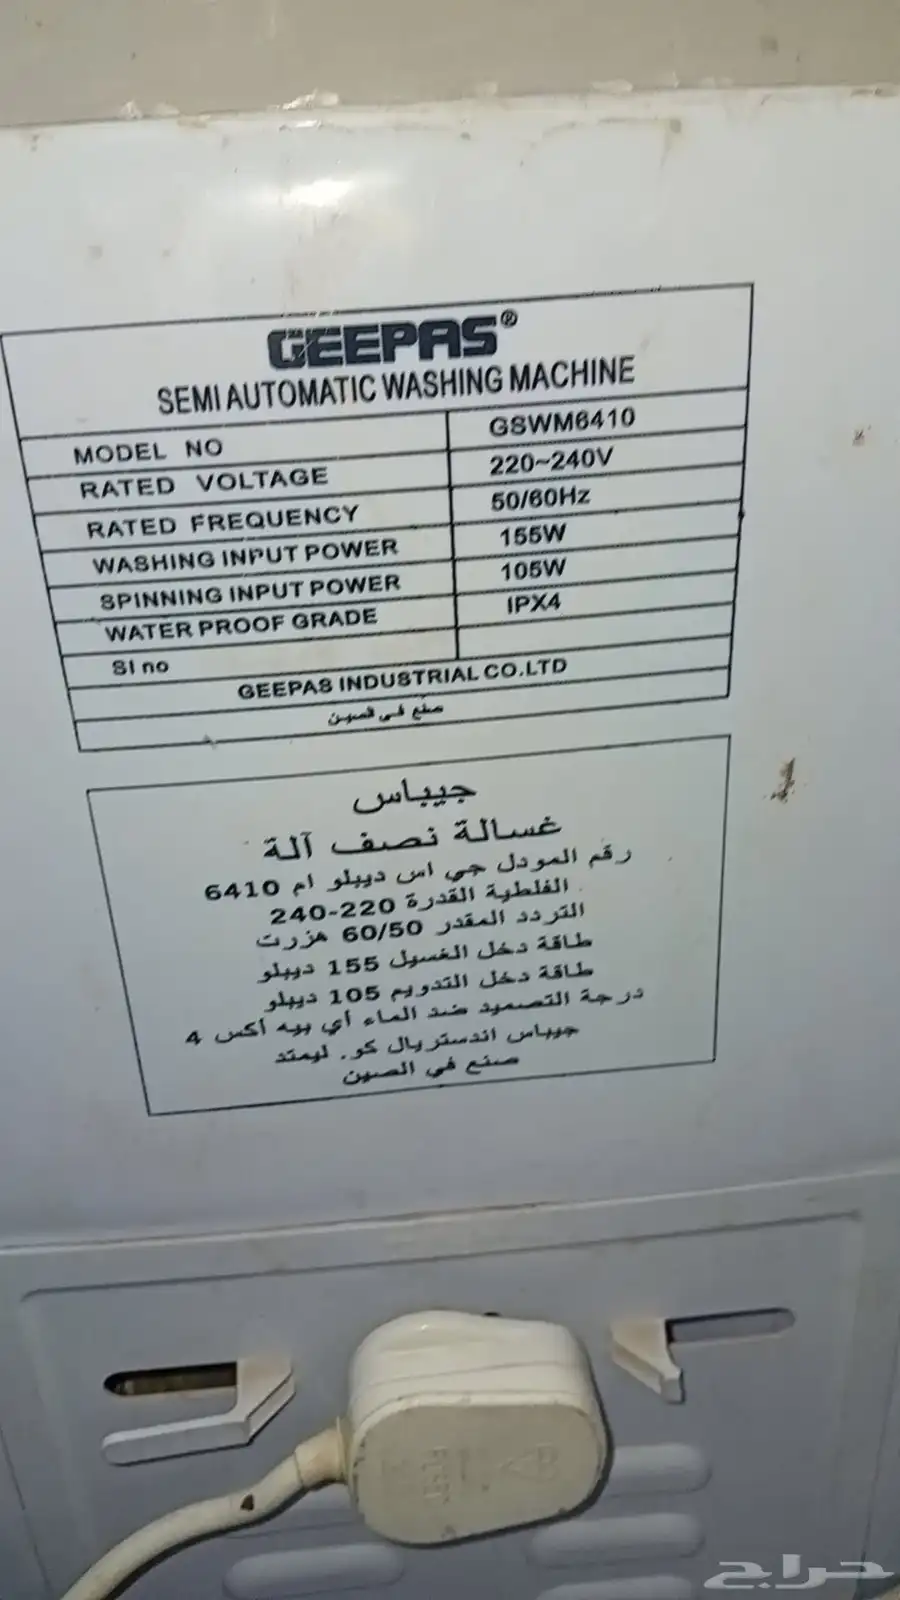 GEEPAS®
SEMI AUTOMATIC WASHING MACHINE
MODEL NO GSWM6410
RATED VOLTAGE 220~240V
RATED FREQUENCY 50/60Hz
WASHING INPUT POWER 155W
SPINNING INPUT POWER 105W
WATER PROOF GRADE IPX4
SI no
GEEPAS INDUSTRIAL CO.LTD
صنع في الصين
جيباس
غسالة نصف آلة
رقم المودل جي اس ديبلو ام 6410
الفلطية القدرة 220-240
التردد المقدر 60/50 هزرت
طاقة دخل الغسيل 155 ديبلو
طاقة دخل التدويم 105 ديبلو
درجة التصميد ضد الماء أي بيه أكس 4
جيباس اندستريال كو. ليمتد
صنع في الصين
حراج